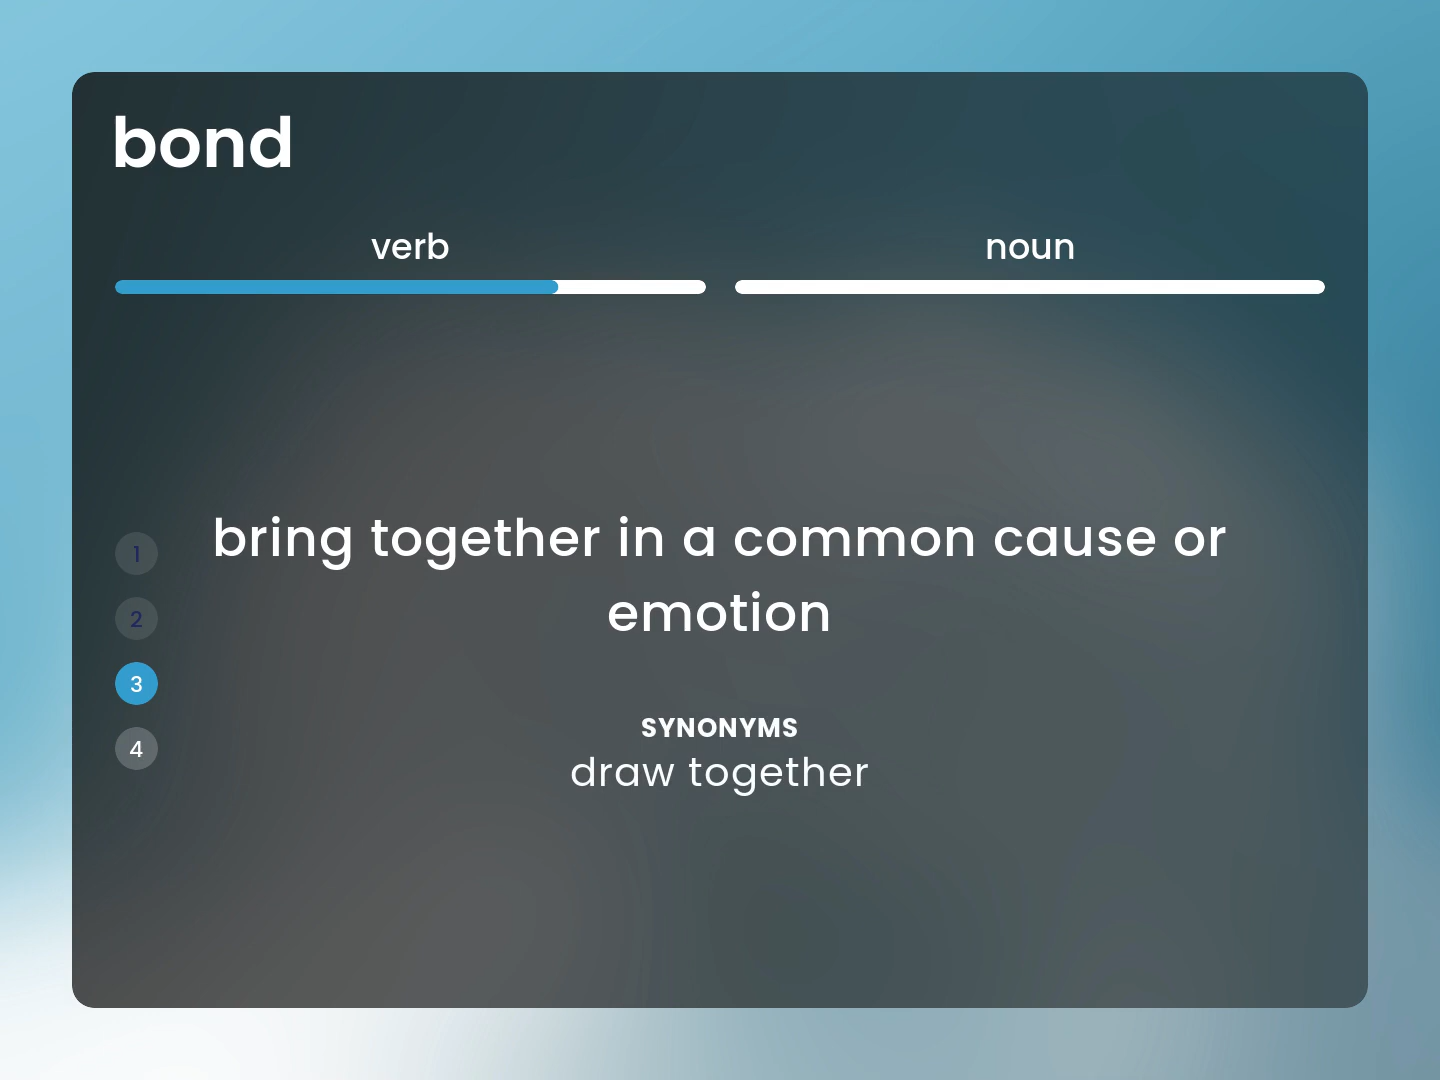 bond
verb
noun
1
2
3
4
bring together in a common cause or
emotion
SYNONYMS
draw together